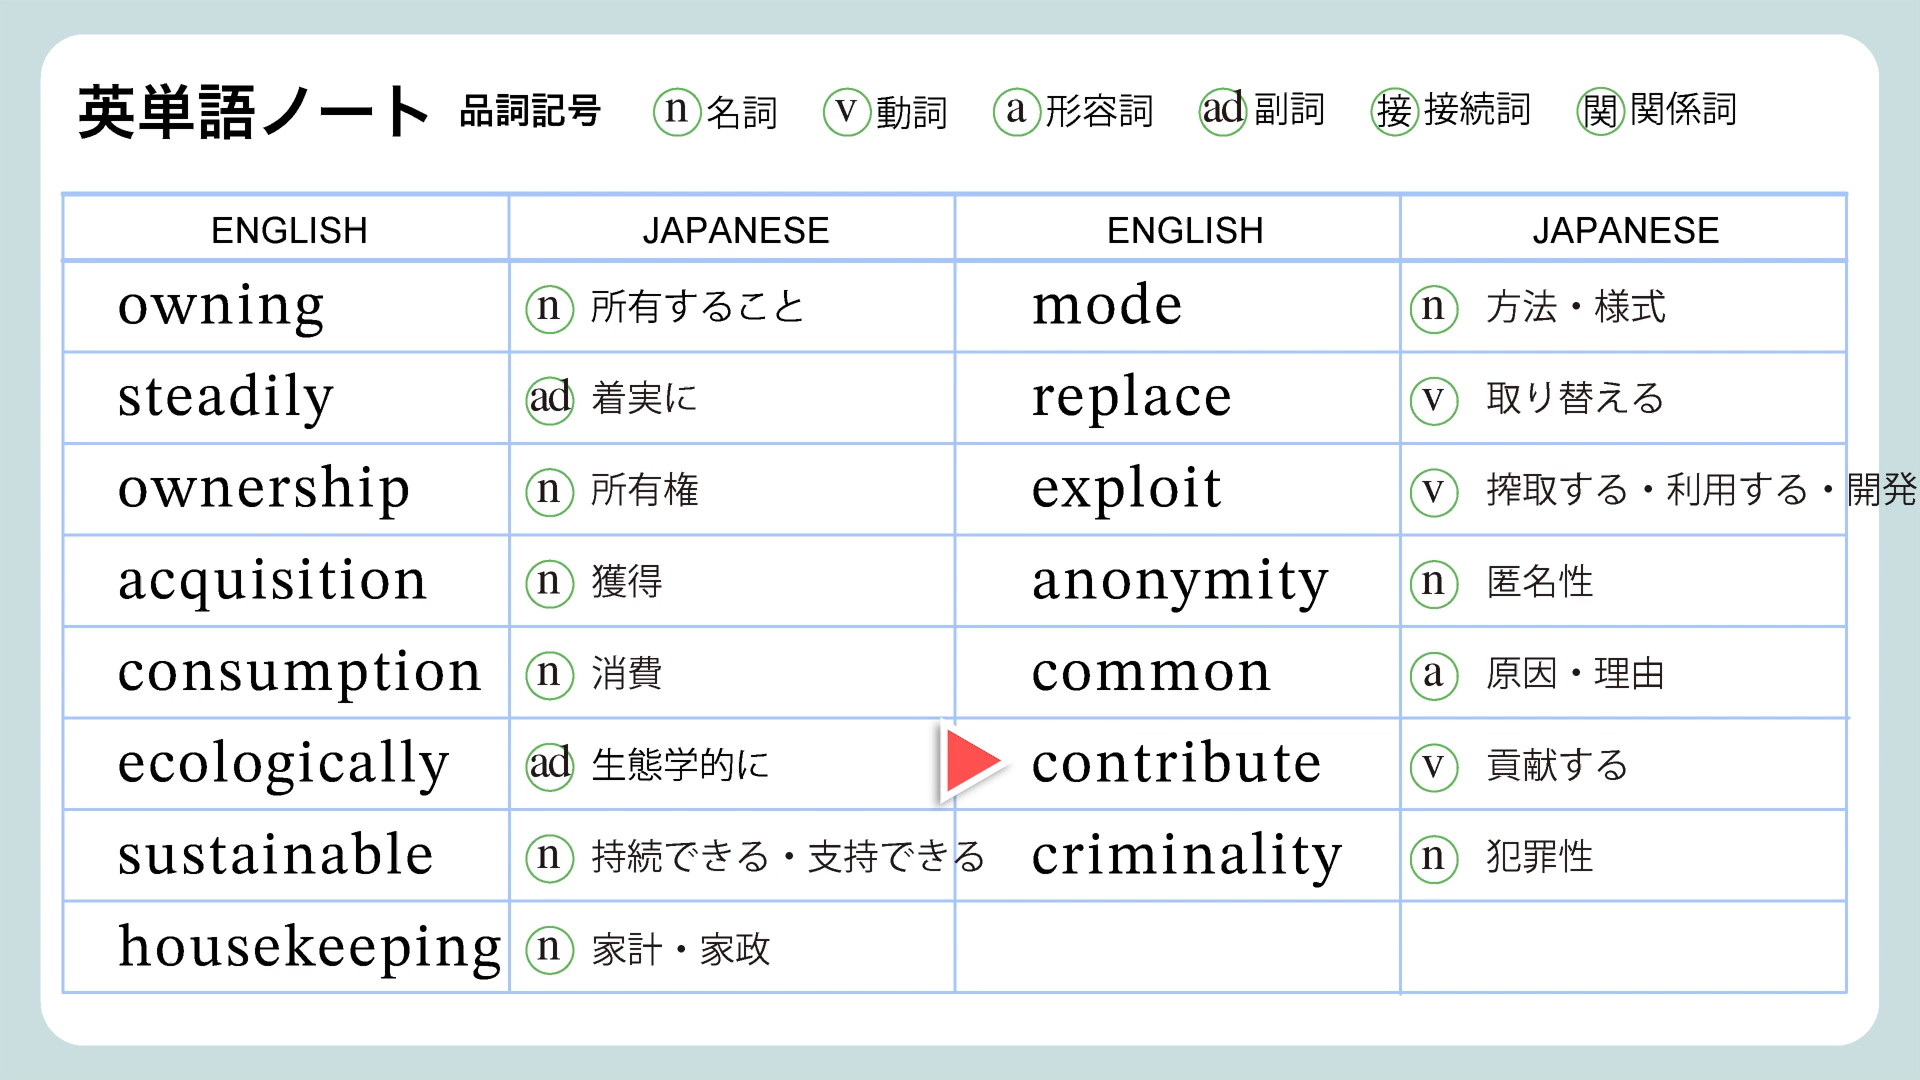 英単語ノート 品詞記号 n 名詞 v 動詞 a 形容詞 ad 副詞 接 接続詞 関 関係詞
ENGLISH JAPANESE ENGLISH JAPANESE
owning n 所有すること mode n 方法・様式
steadily ad 着実に replace v 取り替える
ownership n 所有権 exploit v 搾取する・利用する・開発
acquisition n 獲得 anonymity n 匿名性
consumption n 消費 common a 原因・理由
ecologically ad 生態学的に contribute v 貢献する
sustainable n 持続できる・支持できる criminality n 犯罪性
housekeeping n 家計・家政